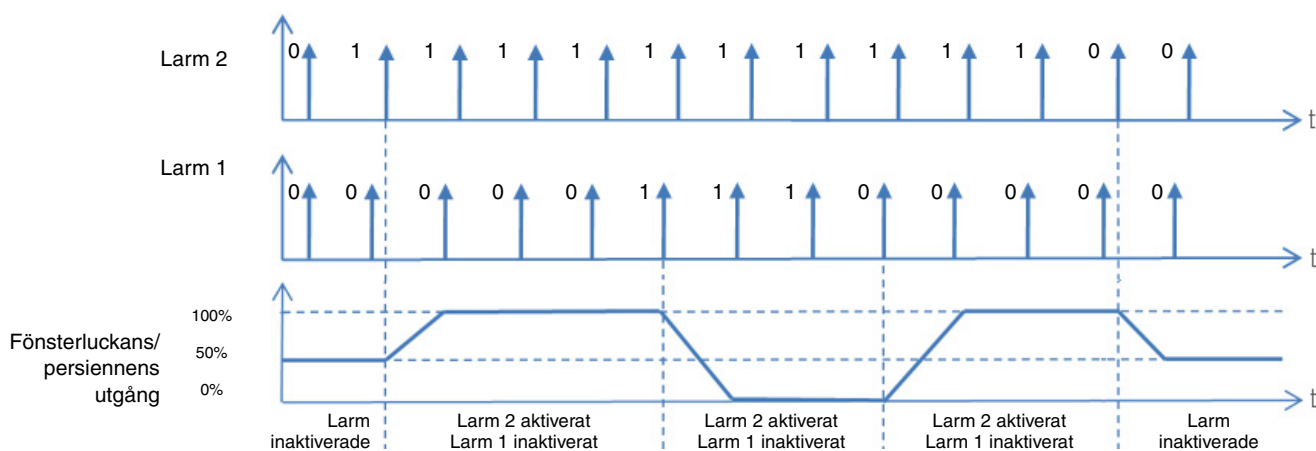 Larm 2
0 1 1 1 1 1 1 1 1 1 1 0 0
t
Larm 1
0 0 0 0 0 1 1 1 0 0 0 0 0
t
Fönsterluckans/
persiennens
utgång
100%
50%
0%
t
Larm
inaktiverade
Larm 2 aktiverat
Larm 1 inaktiverat
Larm 2 aktiverat
Larm 1 inaktiverat
Larm 2 aktiverat
Larm 1 inaktiverat
Larm
inaktiverade